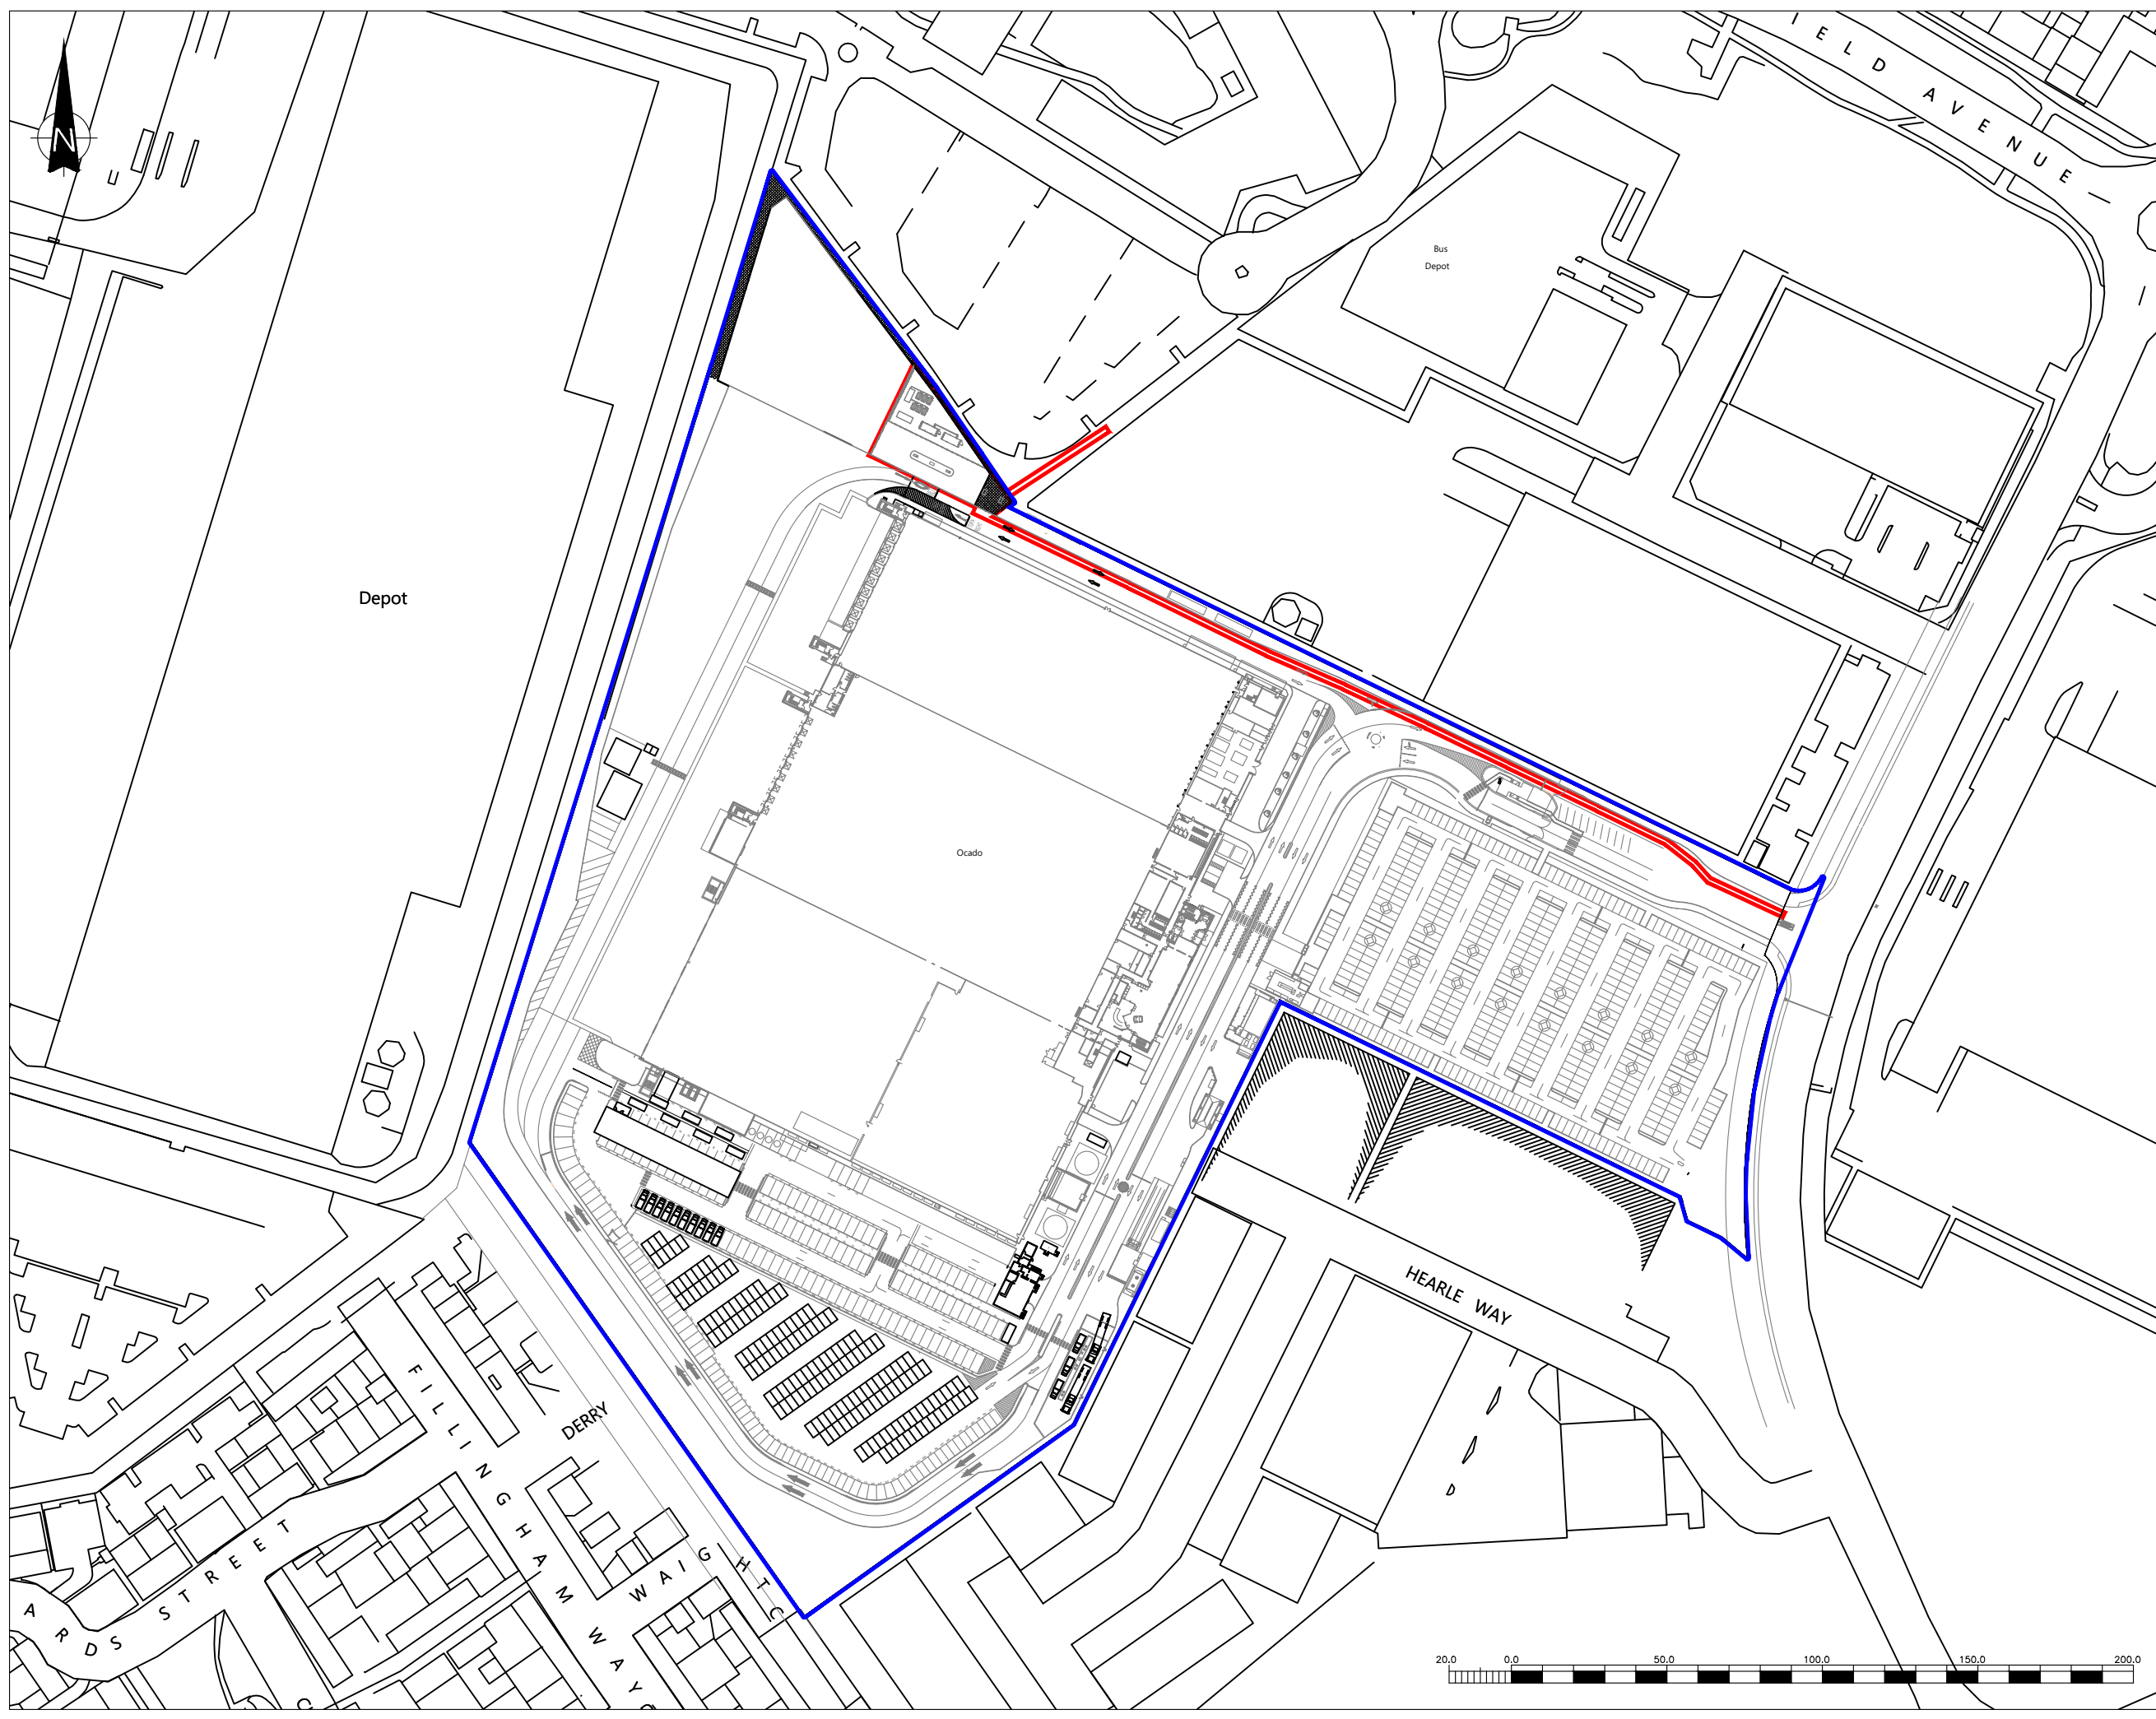 N
IELD AVENUE
Bus
Depot
Depot
Ocado
HEARLE WAY
DERRY
FILLINGHAM WAY
WAIGHT C
ARDS STREET
20.0 0.0 50.0 100.0 150.0 200.0